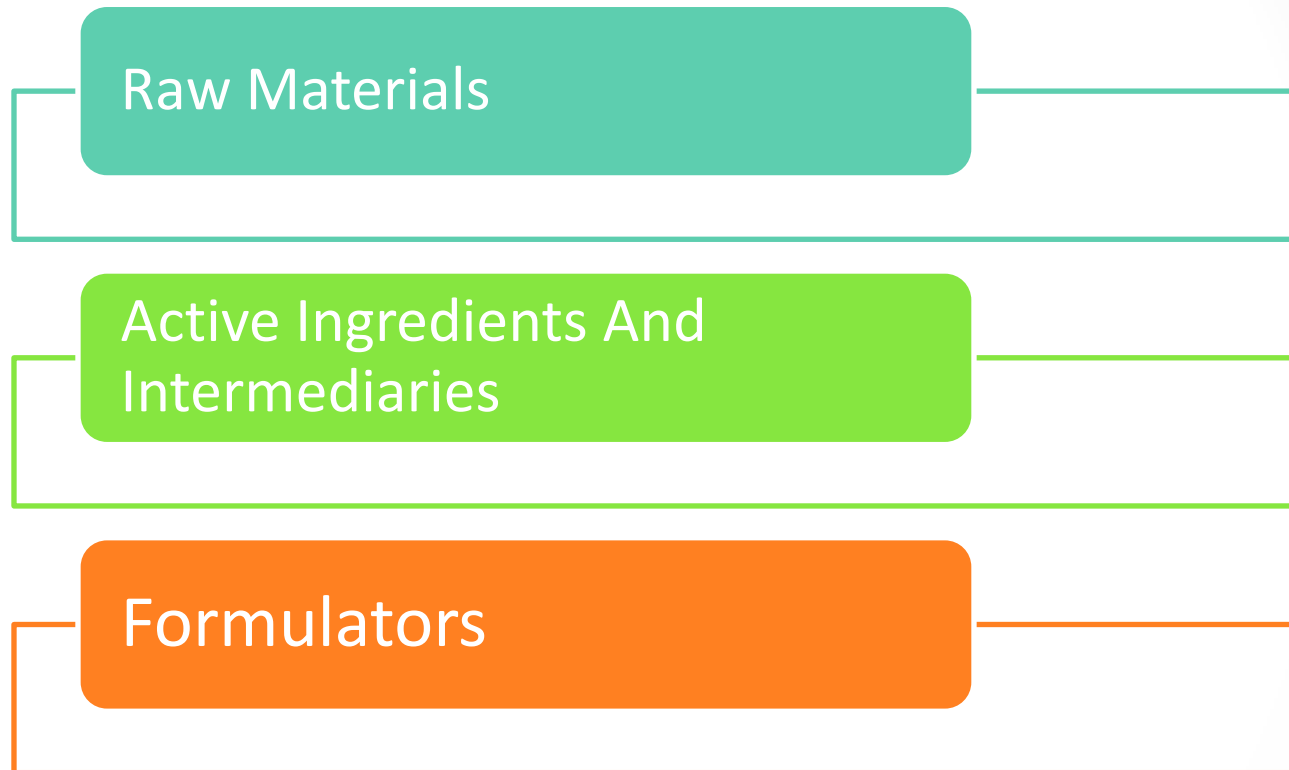 Raw Materials
Active Ingredients And
Intermediaries
Formulators